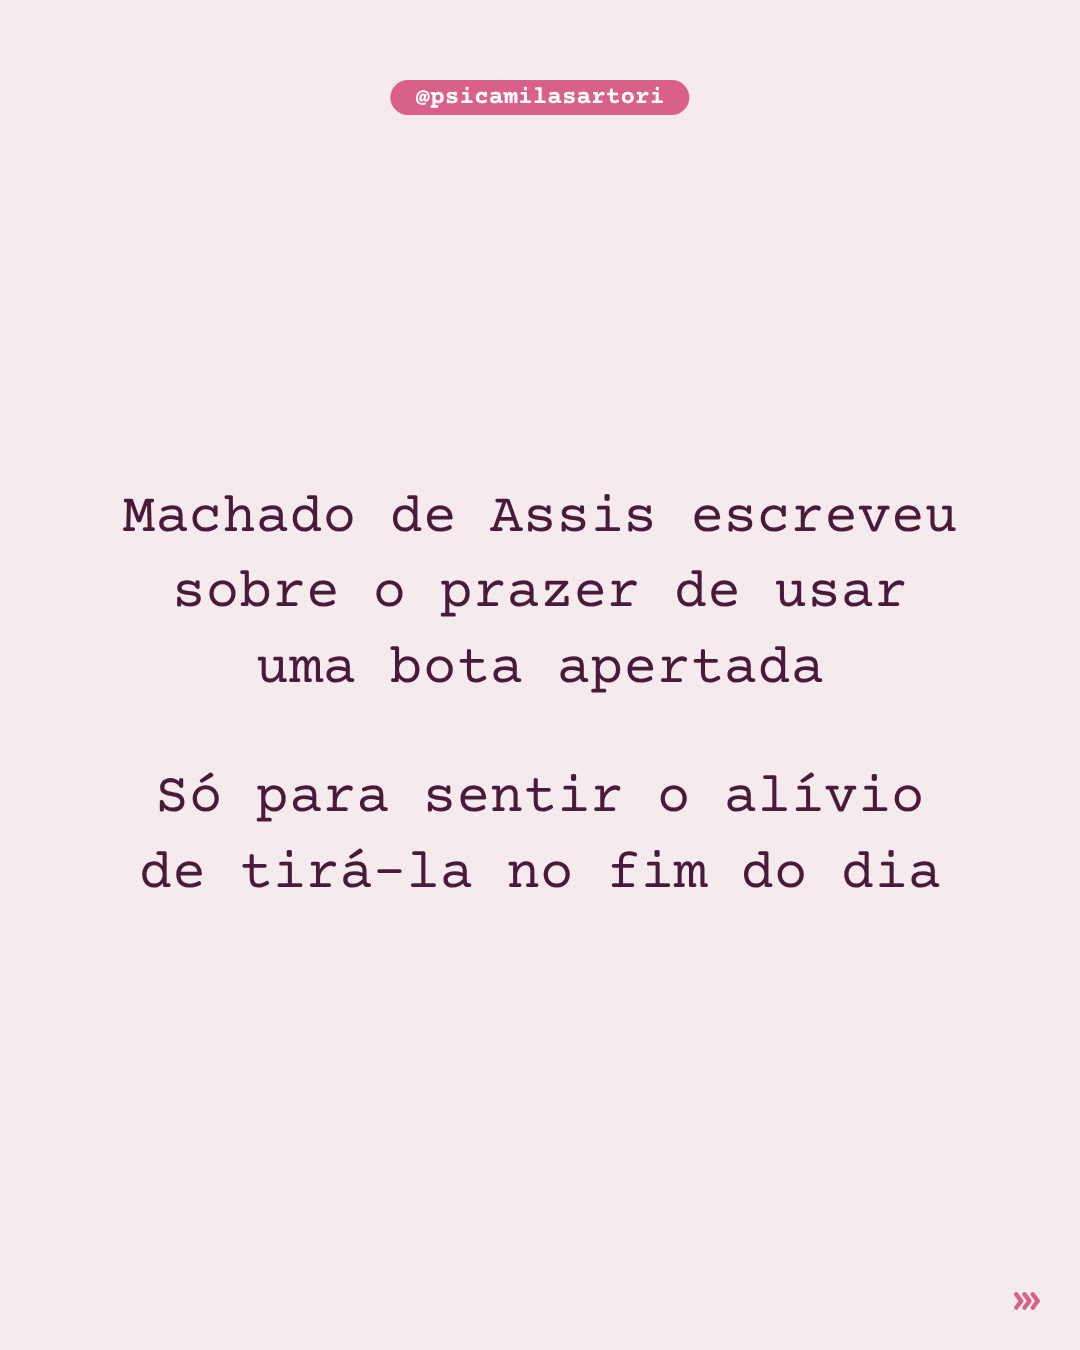 @psicamilasartori
Machado de Assis escreveu
sobre o prazer de usar
uma bota apertada
Só para sentir o alívio
de tirá-la no fim do dia